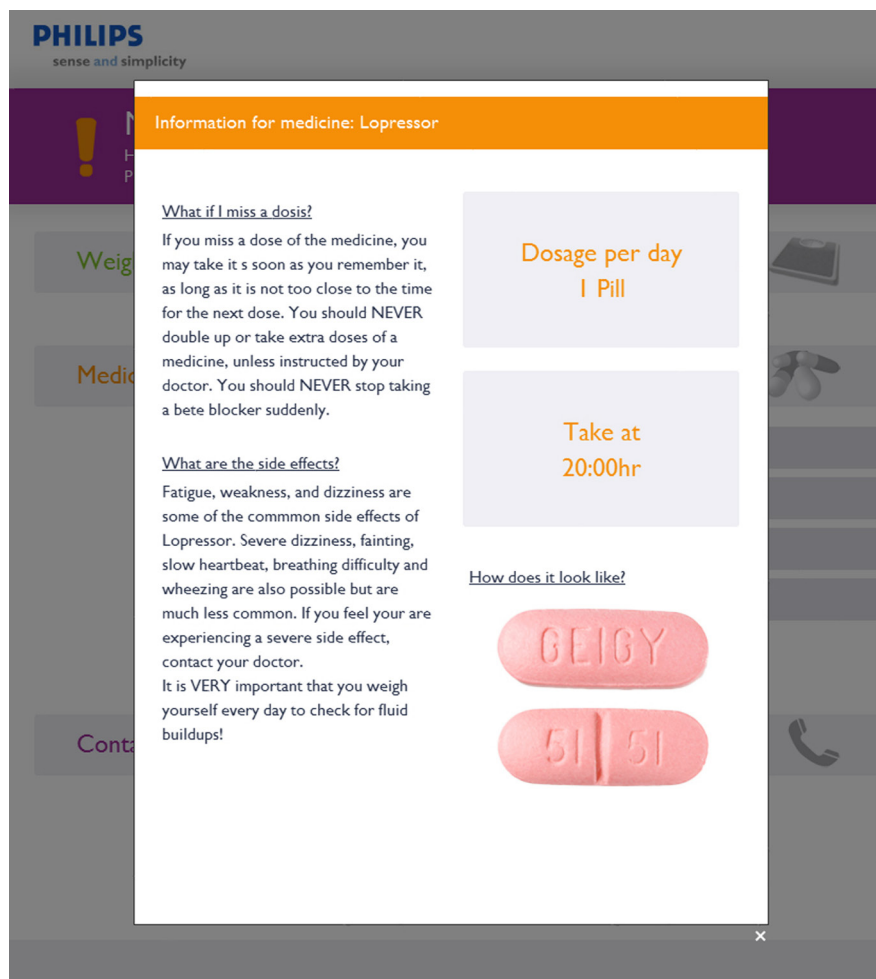 PHILIPS
sense and simplicity
Information for medicine: Lopressor
What if I miss a dosis?
If you miss a dose of the medicine, you
may take it s soon as you remember it,
as long as it is not too close to the time
for the next dose. You should NEVER
double up or take extra doses of a
medicine, unless instructed by your
doctor. You should NEVER stop taking
a bete blocker suddenly.
What are the side effects?
Fatigue, weakness, and dizziness are
some of the commmon side effects of
Lopressor. Severe dizziness, fainting,
slow heartbeat, breathing difficulty and
wheezing are also possible but are
much less common. If you feel your are
experiencing a severe side effect,
contact your doctor.
It is VERY important that you weigh
yourself every day to check for fluid
buildups!
Dosage per day
1 Pill
Take at
20:00hr
How does it look like?
GEIGY
51 51